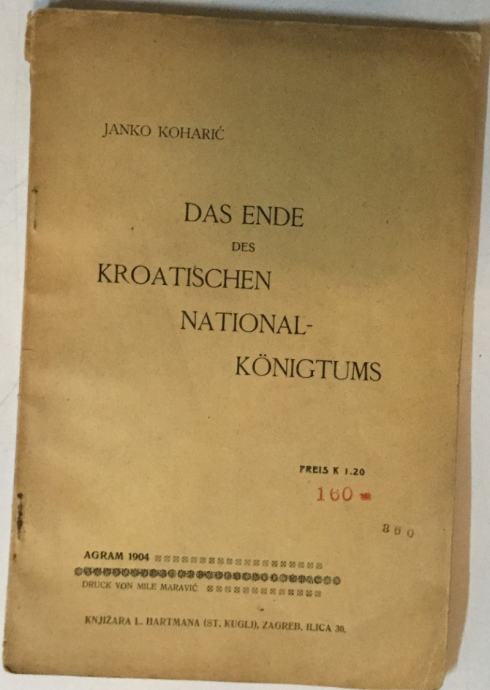 JANKO KOHARIĆ
DAS ENDE
DES
KROATISCHEN
NATIONAL-
KÖNIGTUMS
PREIS K 1.20
160
860
AGRAM 1904
DRUCK VON MILE MARAVIĆ
KNJIŽARA L. HARTMANA (ST. KUGLI), ZAGREB, ILICA 30.